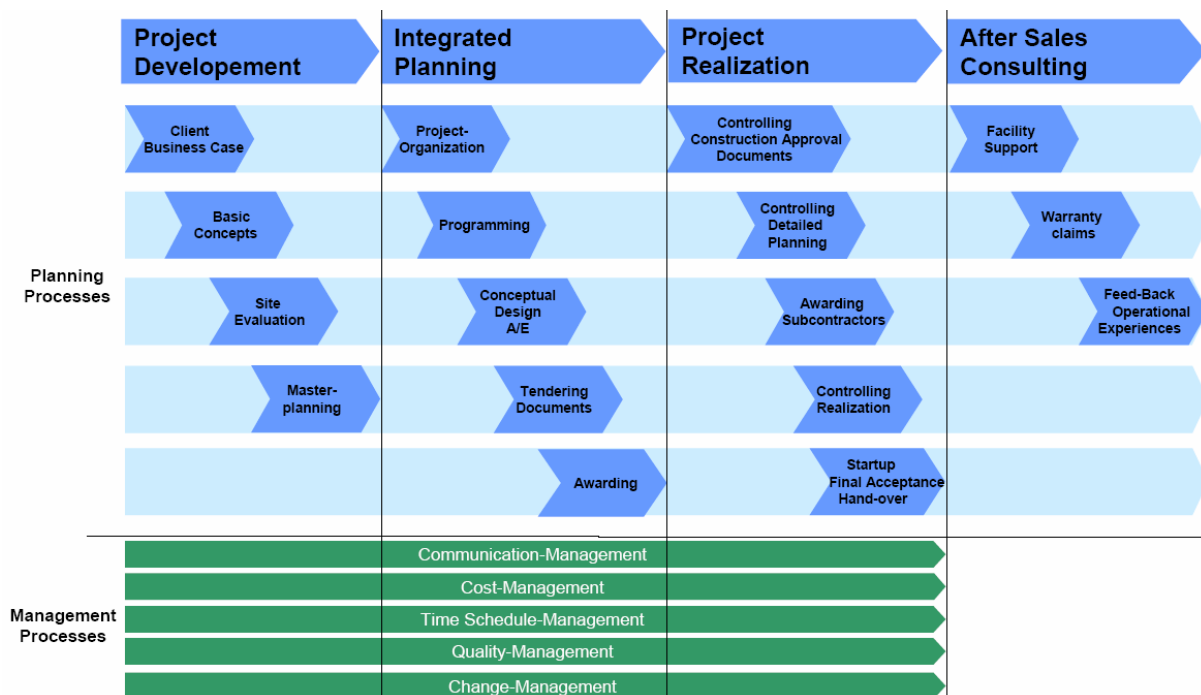 Project
Developement
Integrated
Planning
Project
Realization
After Sales
Consulting
Planning
Processes
Client
Business Case
Project-
Organization
Controlling
Construction Approval
Documents
Facility
Support
Basic
Concepts
Programming
Controlling
Detailed
Planning
Warranty
claims
Site
Evaluation
Conceptual
Design
A/E
Awarding
Subcontractors
Feed-Back
Operational
Experiences
Master-
planning
Tendering
Documents
Controlling
Realization
Awarding
Startup
Final Acceptance
Hand-over
Management
Processes
Communication-Management
Cost-Management
Time Schedule-Management
Quality-Management
Change-Management